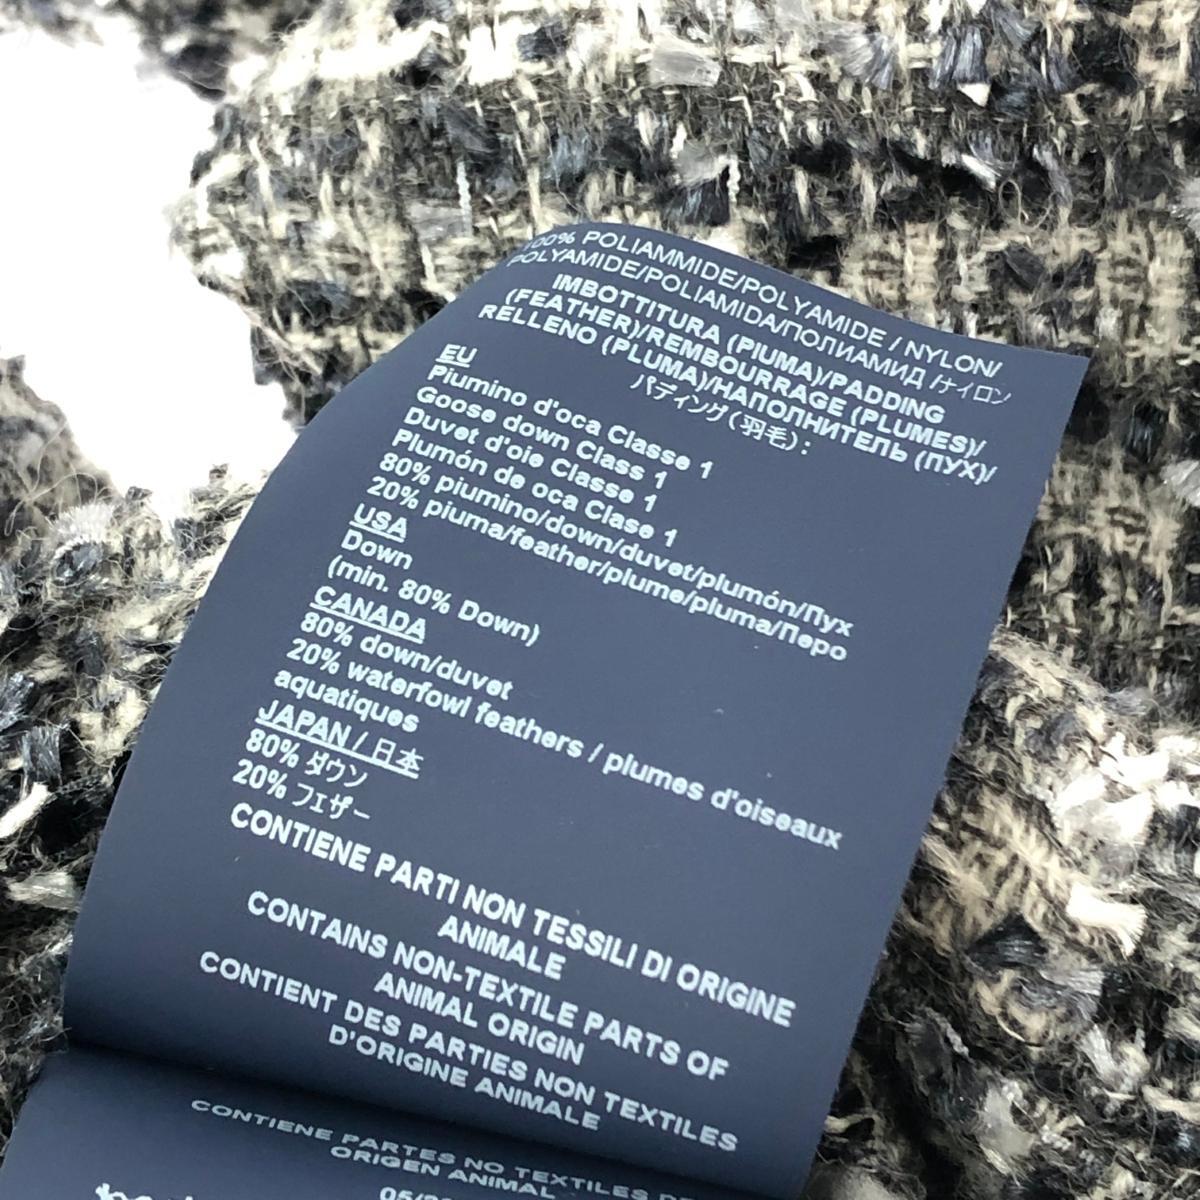 100% POLIAMMIDE/POLYAMIDE / NYLON/
POLYAMIDE/POLIAMIDA/ПОЛИАМИД /ナイロン
IMBOTTITURA (PIUMA)/PADDING
(FEATHER)/REMBOURRAGE (PLUMES)/
RELLENO (PLUMA)/НАПОЛНИТЕЛЬ (ПУХ)/
パディング(羽毛):
EU
Piumino d'oca Classe 1
Goose down Class 1
Duvet d'oie Classe 1
Plumón de oca Clase 1
80% piumino/down/duvet/plumón/Пух
20% piuma/feather/plume/pluma/Перо
USA
Down
(min. 80% Down)
CANADA
80% down/duvet
20% waterfowl feathers / plumes d'oiseaux
aquatiques
JAPAN / 日本
80% ダウン
20% フェザー
CONTIENE PARTI NON TESSILI DI ORIGINE
ANIMALE
CONTAINS NON-TEXTILE PARTS OF
ANIMAL ORIGIN
CONTIENT DES PARTIES NON TEXTILES
D'ORIGINE ANIMALE
CONTIENE PARTES NO TEXTILES DE
ORIGEN ANIMAL